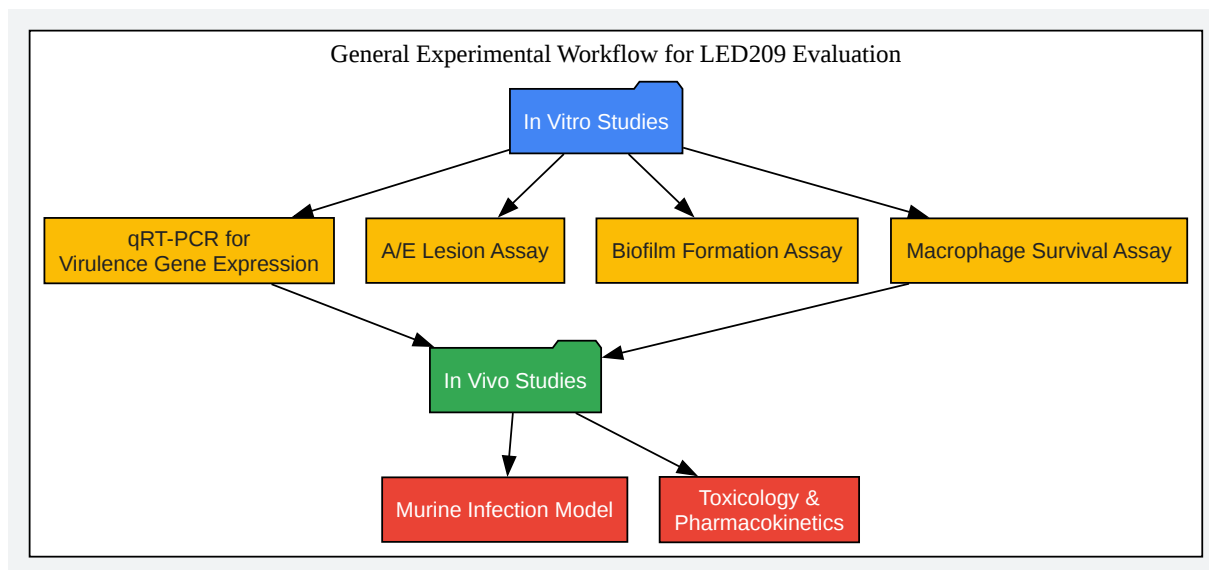 General Experimental Workflow for LED209 Evaluation
In Vitro Studies
qRT-PCR for
Virulence Gene Expression
A/E Lesion Assay
Biofilm Formation Assay
Macrophage Survival Assay
In Vivo Studies
Murine Infection Model
Toxicology &
Pharmacokinetics